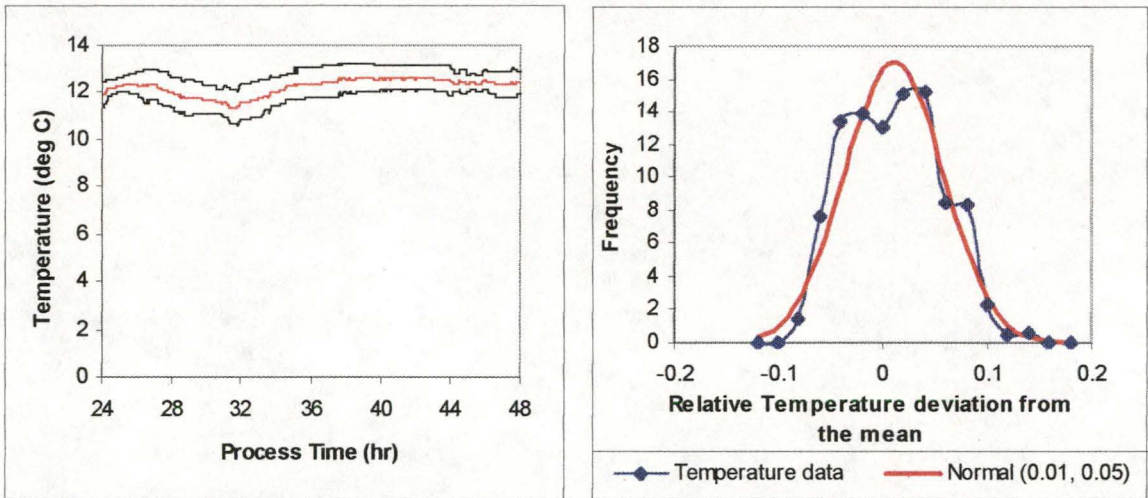 14
12
10
8
6
4
2
0
Temperature (deg C)
24 28 32 36 40 44 48
Process Time (hr)
18
16
14
12
10
8
6
4
2
0
Frequency
-0.2 -0.1 0 0.1 0.2
Relative Temperature deviation from
the mean
Temperature data Normal (0.01, 0.05)